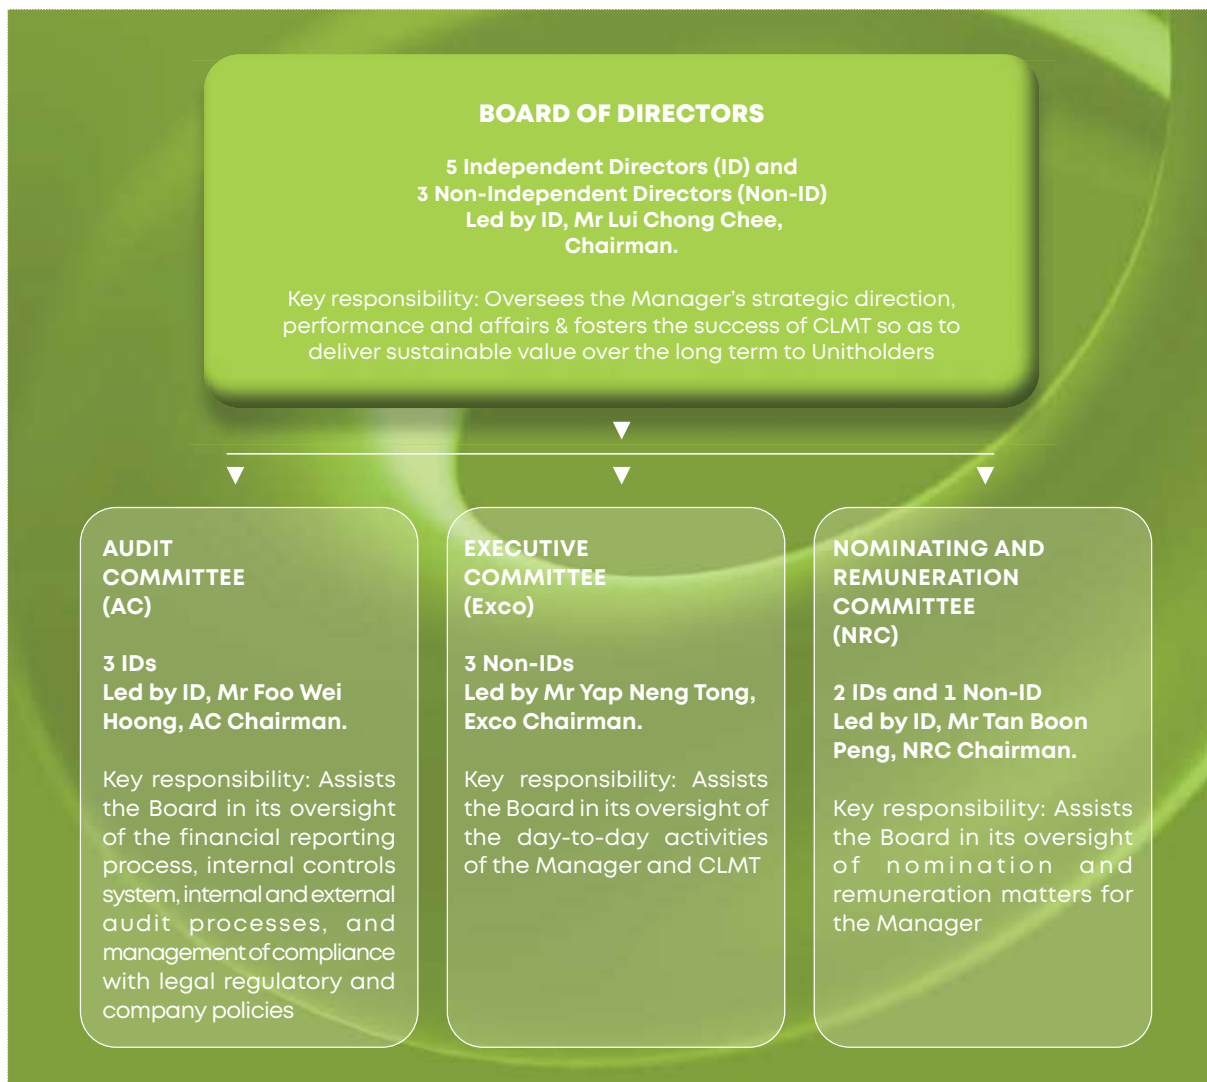 BOARD OF DIRECTORS
5 Independent Directors (ID) and
3 Non-Independent Directors (Non-ID)
Led by ID, Mr Lui Chong Chee,
Chairman.
Key responsibility: Oversees the Manager’s strategic direction,
performance and affairs & fosters the success of CLMT so as to
deliver sustainable value over the long term to Unitholders
AUDIT
COMMITTEE
(AC)
3 IDs
Led by ID, Mr Foo Wei
Hoong, AC Chairman.
Key responsibility: Assists
the Board in its oversight
of the financial reporting
process, internal controls
system, internal and external
audit processes, and
management of compliance
with legal regulatory and
company policies
EXECUTIVE
COMMITTEE
(Exco)
3 Non-IDs
Led by Mr Yap Neng Tong,
Exco Chairman.
Key responsibility: Assists
the Board in its oversight of
the day-to-day activities
of the Manager and CLMT
NOMINATING AND
REMUNERATION
COMMITTEE
(NRC)
2 IDs and 1 Non-ID
Led by ID, Mr Tan Boon
Peng, NRC Chairman.
Key responsibility: Assists
the Board in its oversight
of nomination and
remuneration matters for
the Manager